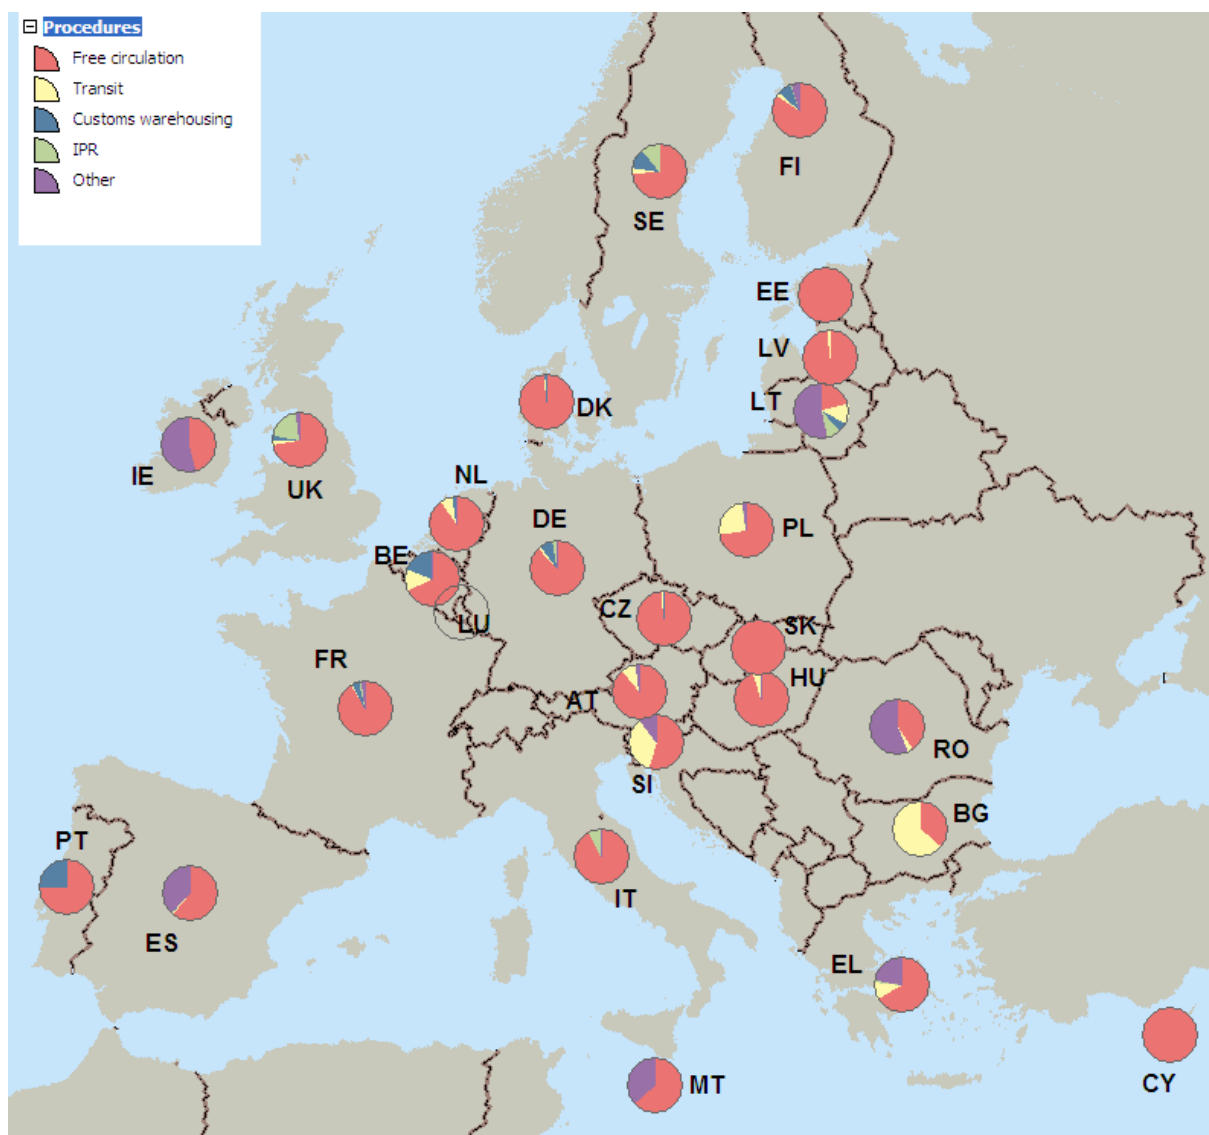 Procedures
Free circulation
Transit
Customs warehousing
IPR
Other
FI
SE
EE
LV
LT
DK
IE
UK
NL
DE
PL
BE
CZ
LU
SK
FR
HU
AT
RO
SI
BG
PT
IT
ES
EL
MT
CY